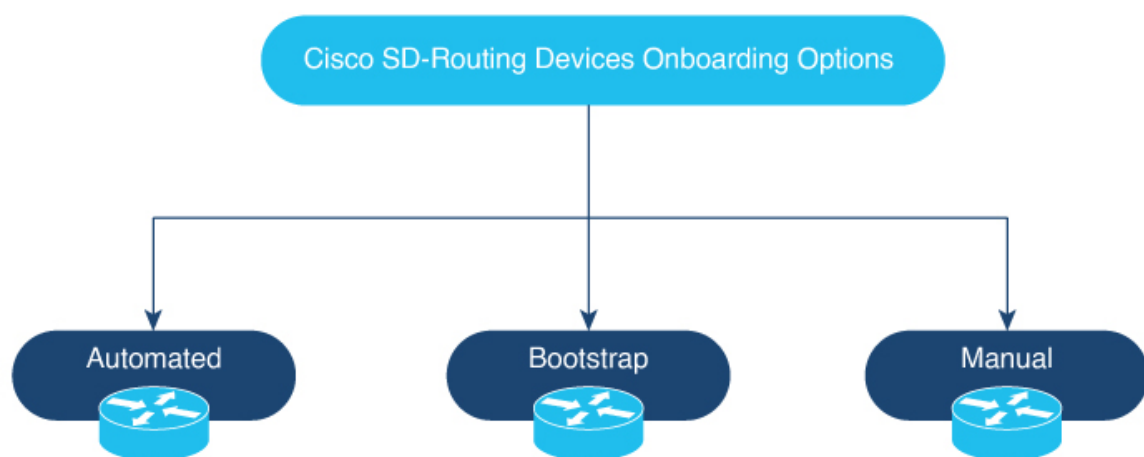 Cisco SD-Routing Devices Onboarding Options
Automated
Bootstrap
Manual